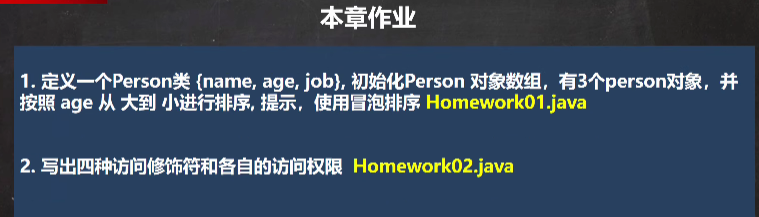 本章作业
1. 定义一个Person类 {name, age, job}, 初始化Person 对象数组，有3个person对象，并
按照 age 从 大到 小进行排序, 提示，使用冒泡排序 Homework01.java
2. 写出四种访问修饰符和各自的访问权限 Homework02.java